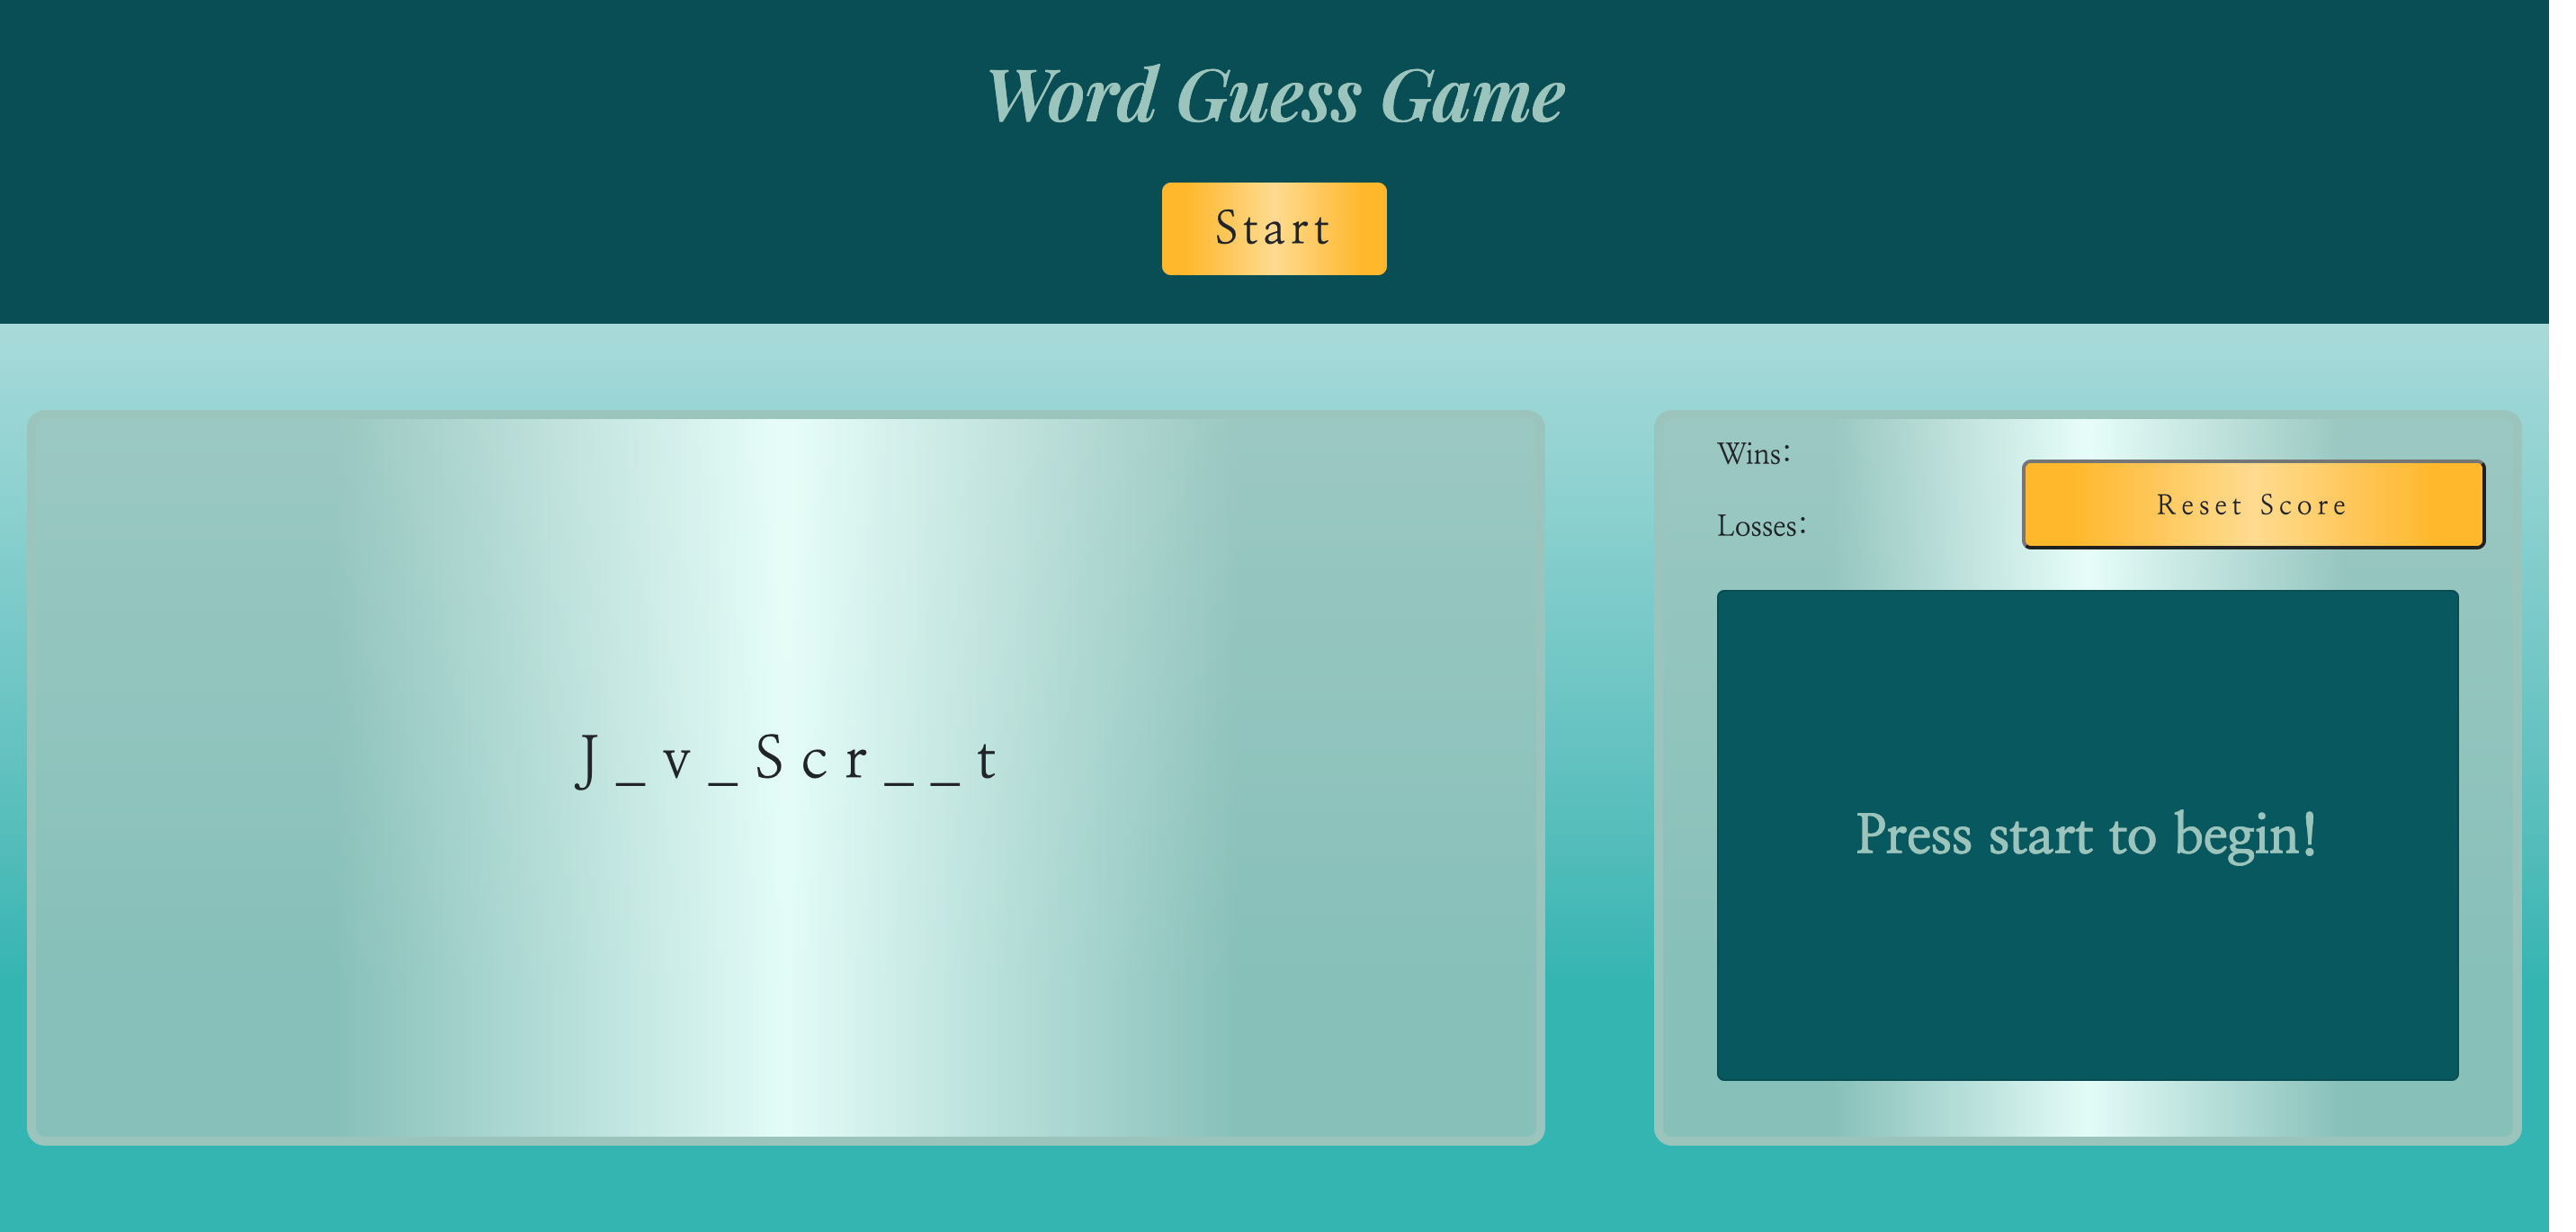 Word Guess Game
Start
J _ v _ S c r _ _ t
Wins:
Losses:
Reset Score
Press start to begin!